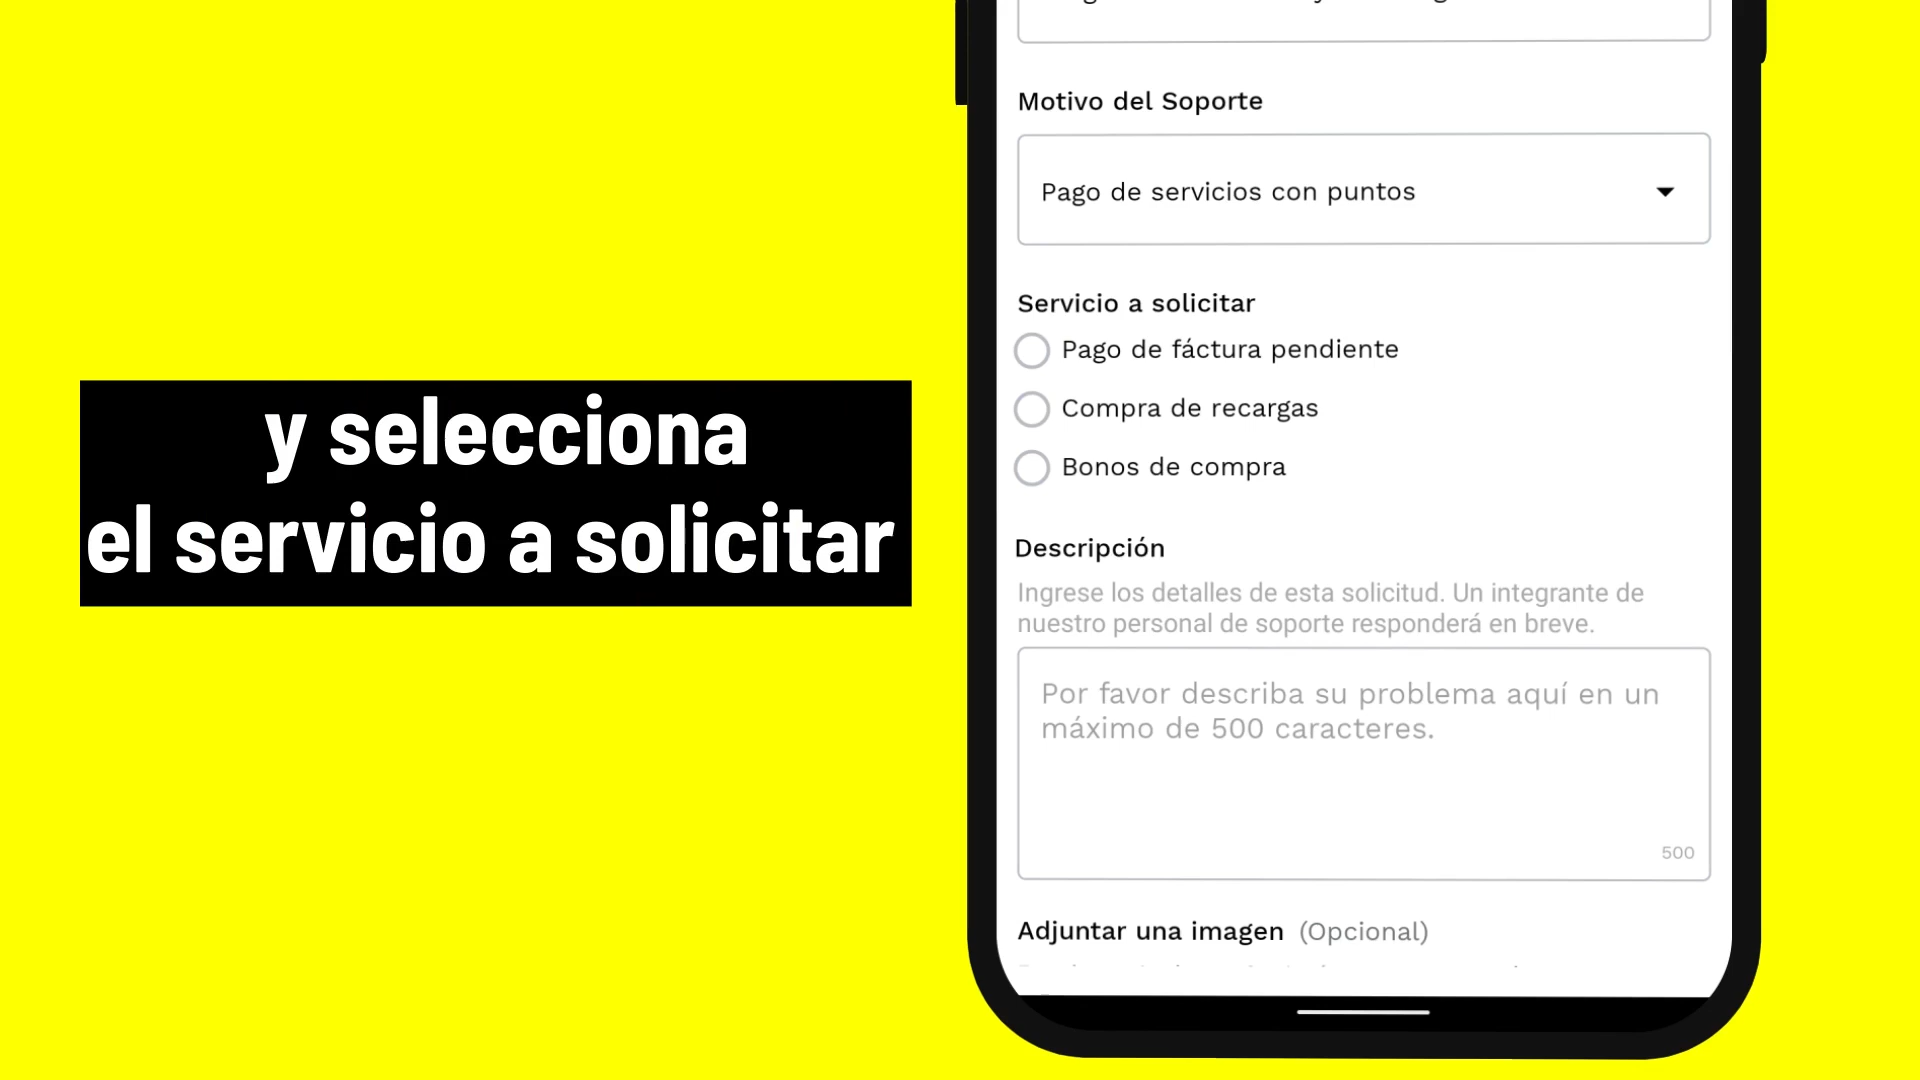 y selecciona
el servicio a solicitar
Motivo del Soporte
Pago de servicios con puntos
Servicio a solicitar
Pago de fáctura pendiente
Compra de recargas
Bonos de compra
Descripción
Ingrese los detalles de esta solicitud. Un integrante de
nuestro personal de soporte responderá en breve.
Por favor describa su problema aquí en un
máximo de 500 caracteres.
500
Adjuntar una imagen (Opcional)